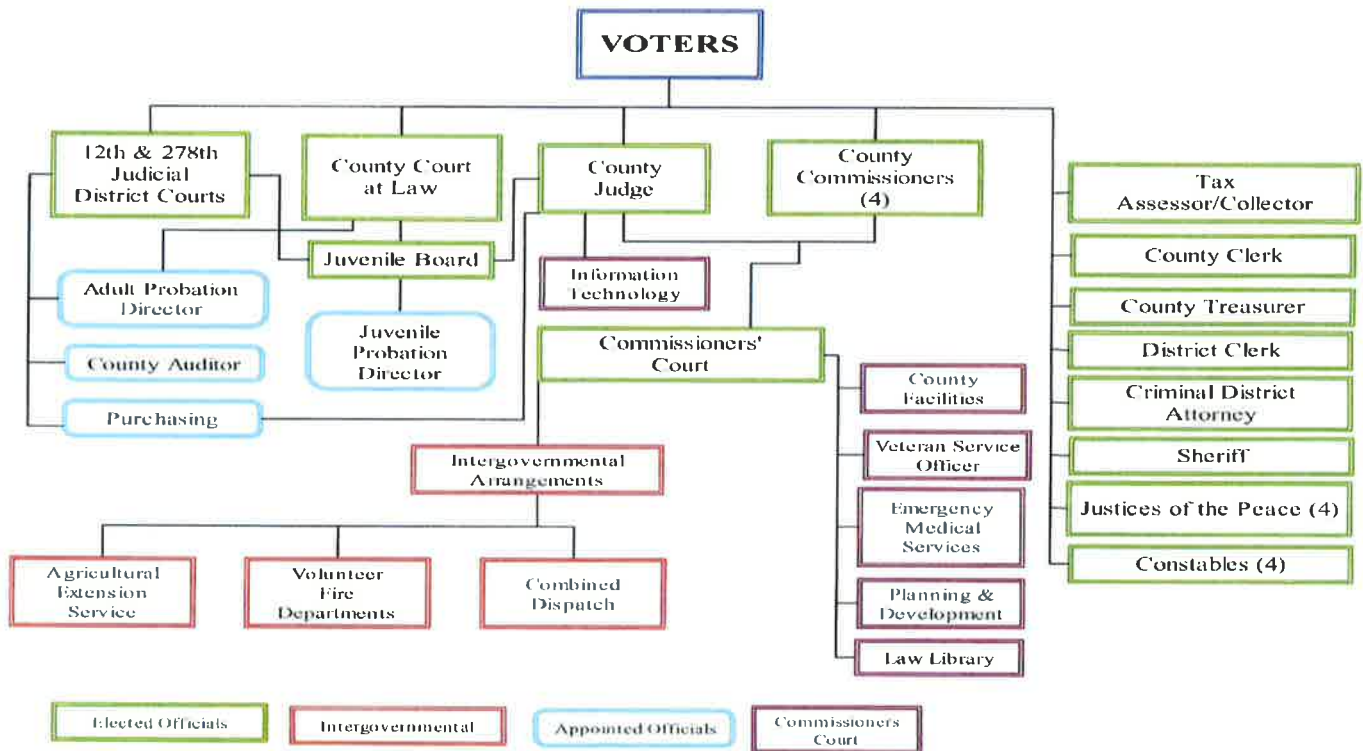 VOTERS
12th & 278th
Judicial
District Courts
County Court
at Law
County
Judge
County
Commissioners
(4)
Tax
Assessor/Collector
County Clerk
County Treasurer
District Clerk
Criminal District
Attorney
Sheriff
Justices of the Peace (4)
Constables (4)
Juvenile Board
Information
Technology
Adult Probation
Director
County Auditor
Purchasing
Juvenile
Probation
Director
Commissioners'
Court
County
Facilities
Veteran Service
Officer
Emergency
Medical
Services
Planning &
Development
Law Library
Intergovernmental
Arrangements
Agricultural
Extension
Service
Volunteer
Fire
Departments
Combined
Dispatch
Elected Officials
Intergovernmental
Appointed Officials
Commissioners
Court